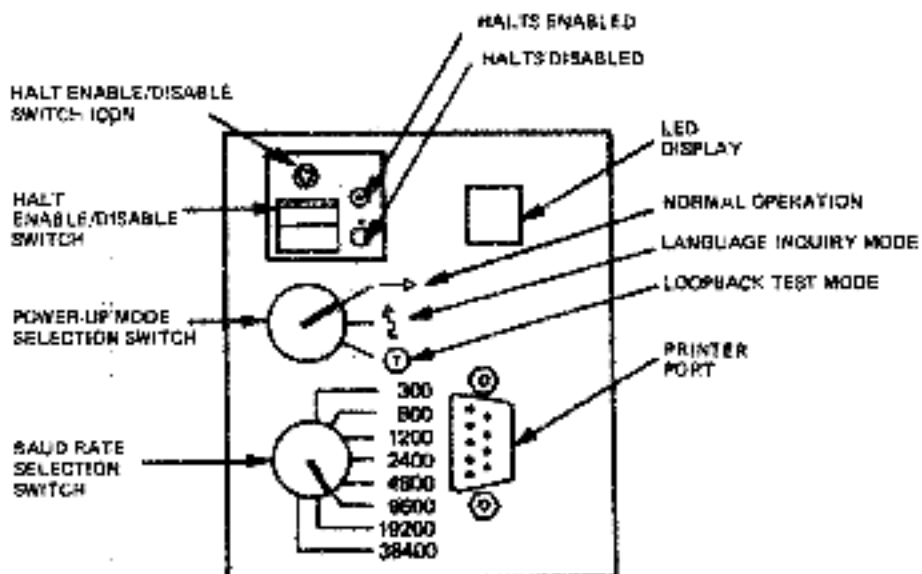 HALTS ENABLED
HALTS DISABLED
HALT ENABLE/DISABLE
SWITCH ICON
LED
DISPLAY
HALT
ENABLE/DISABLE
SWITCH
NORMAL OPERATION
LANGUAGE INQUIRY MODE
LOOPBACK TEST MODE
POWER-UP MODE
SELECTION SWITCH
T
PRINTER
PORT
300
600
1200
2400
4800
9600
19200
38400
BAUD RATE
SELECTION
SWITCH